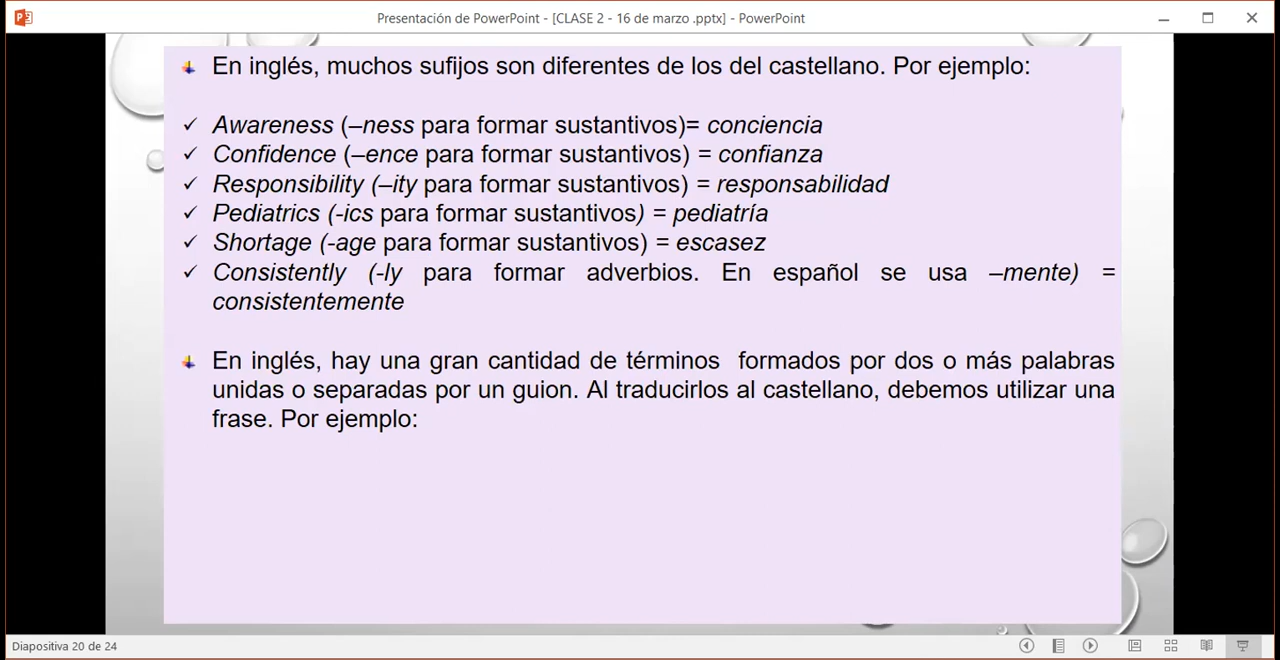 Presentación de PowerPoint - [CLASE 2 - 16 de marzo .pptx] - PowerPoint
En inglés, muchos sufijos son diferentes de los del castellano. Por ejemplo:
Awareness (–ness para formar sustantivos)= conciencia
Confidence (–ence para formar sustantivos) = confianza
Responsibility (–ity para formar sustantivos) = responsabilidad
Pediatrics (-ics para formar sustantivos) = pediatría
Shortage (-age para formar sustantivos) = escasez
Consistently (-ly para formar adverbios. En español se usa –mente) =
consistentemente
En inglés, hay una gran cantidad de términos formados por dos o más palabras
unidas o separadas por un guion. Al traducirlos al castellano, debemos utilizar una
frase. Por ejemplo:
Diapositiva 20 de 24